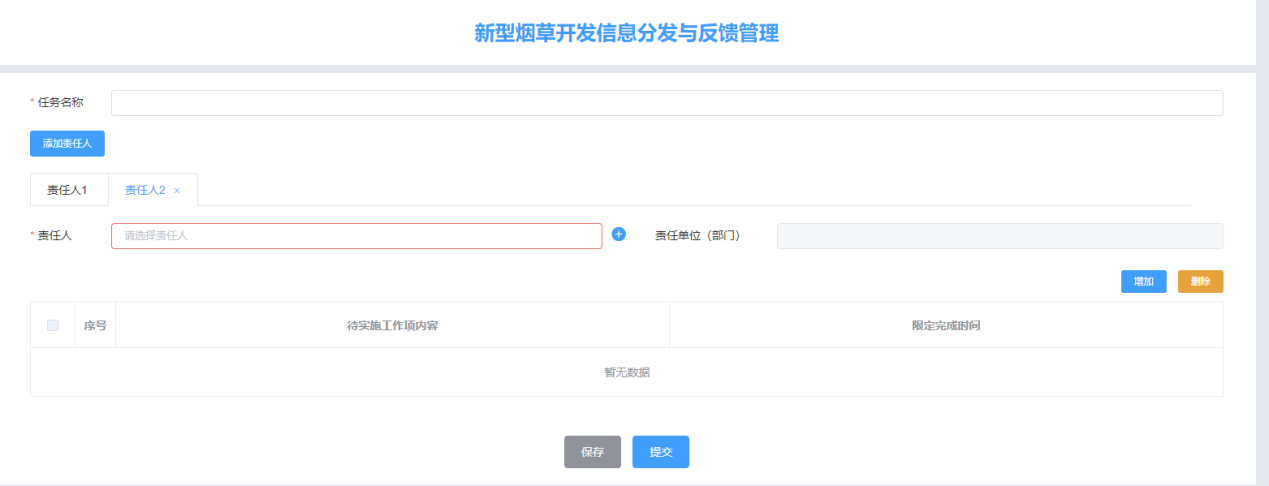 新型烟草开发信息分发与反馈管理
* 任务名称
添加责任人
责任人1 责任人2 ×
* 责任人 请选择责任人 + 责任单位（部门）
增加 删除
序号 待实施工作项内容 限定完成时间
暂无数据
保存 提交